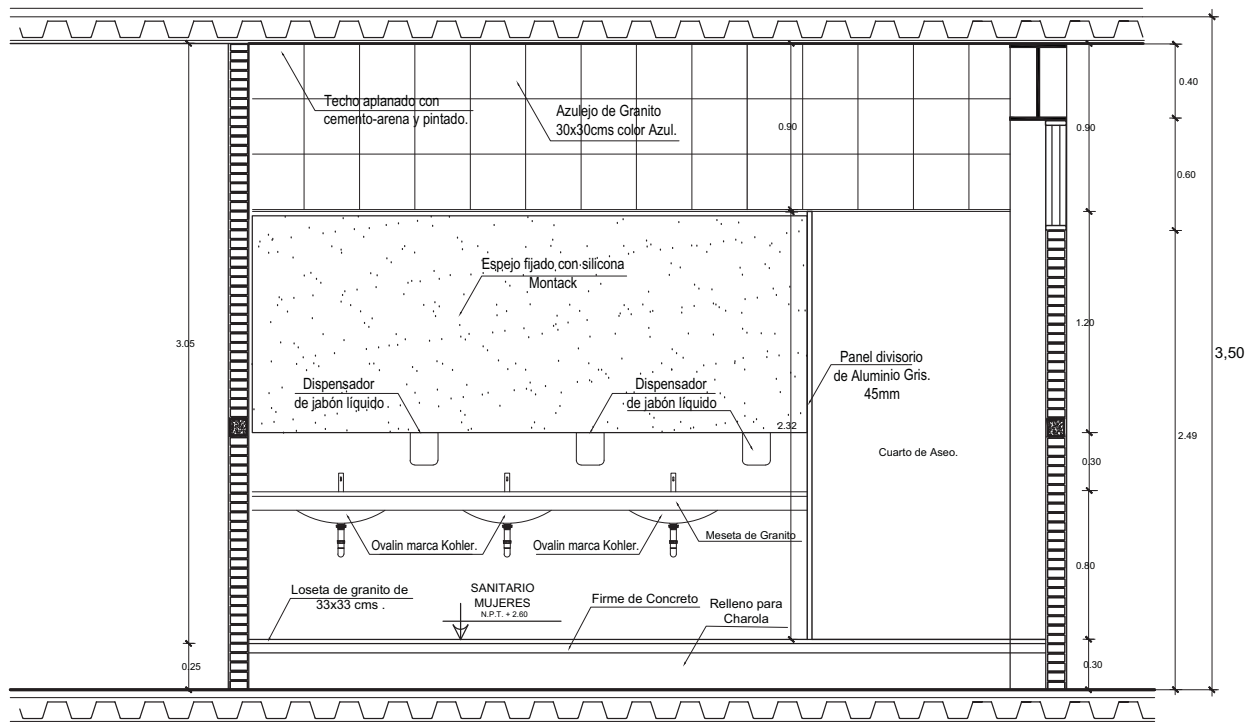 0.40
Techo aplanado con
cemento-arena y pintado.
Azulejo de Granito
30x30cms color Azul.
0.90
0.90
0.60
Espejo fijado con silicona
Montack
3.05
1.20
3,50
Panel divisorio
de Aluminio Gris.
45mm
Dispensador
de jabón líquido .
Dispensador
de jabón líquido
2.32
2.49
Cuarto de Aseo.
0.30
Ovalin marca Kohler.
Ovalin marca Kohler.
Meseta de Granito
0.80
Loseta de granito de
33x33 cms .
SANITARIO
MUJERES
N.P.T. + 2.60
Firme de Concreto
Relleno para
Charola
0.25
0.30